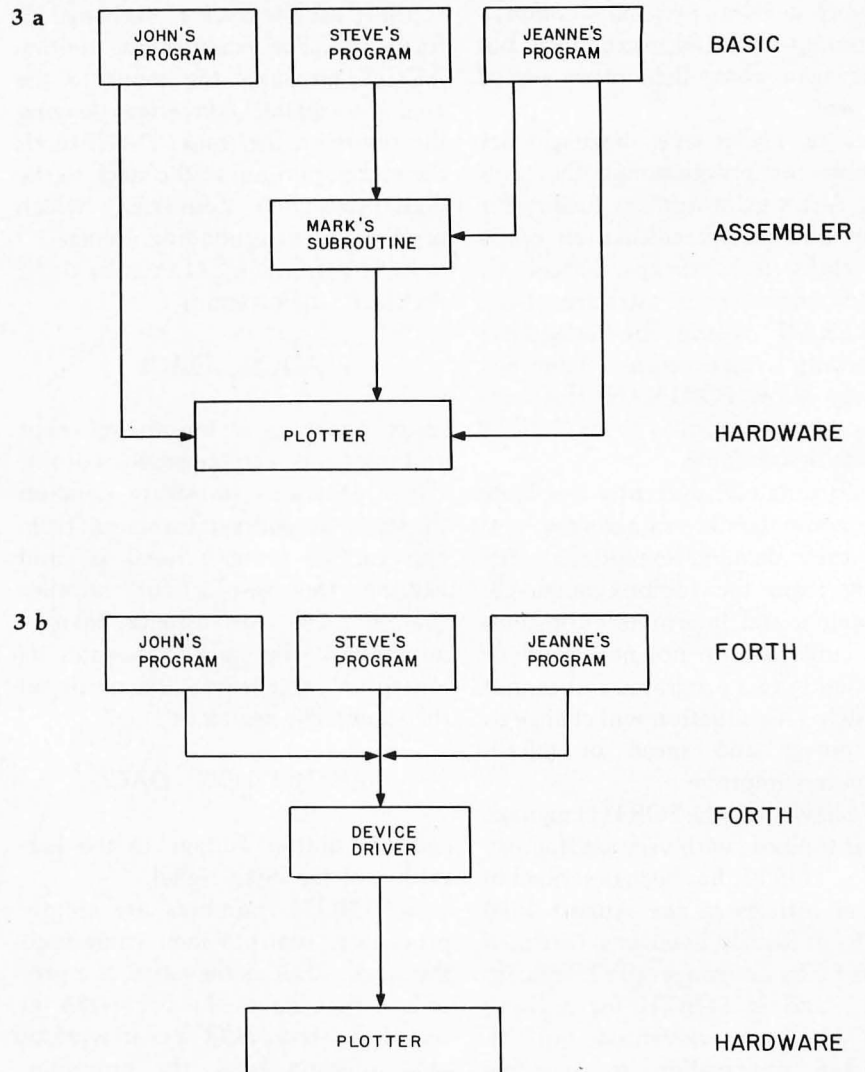 3 a
JOHN'S
PROGRAM
STEVE'S
PROGRAM
JEANNE'S
PROGRAM
BASIC
MARK'S
SUBROUTINE
ASSEMBLER
PLOTTER
HARDWARE
3 b
JOHN'S
PROGRAM
STEVE'S
PROGRAM
JEANNE'S
PROGRAM
FORTH
DEVICE
DRIVER
FORTH
PLOTTER
HARDWARE